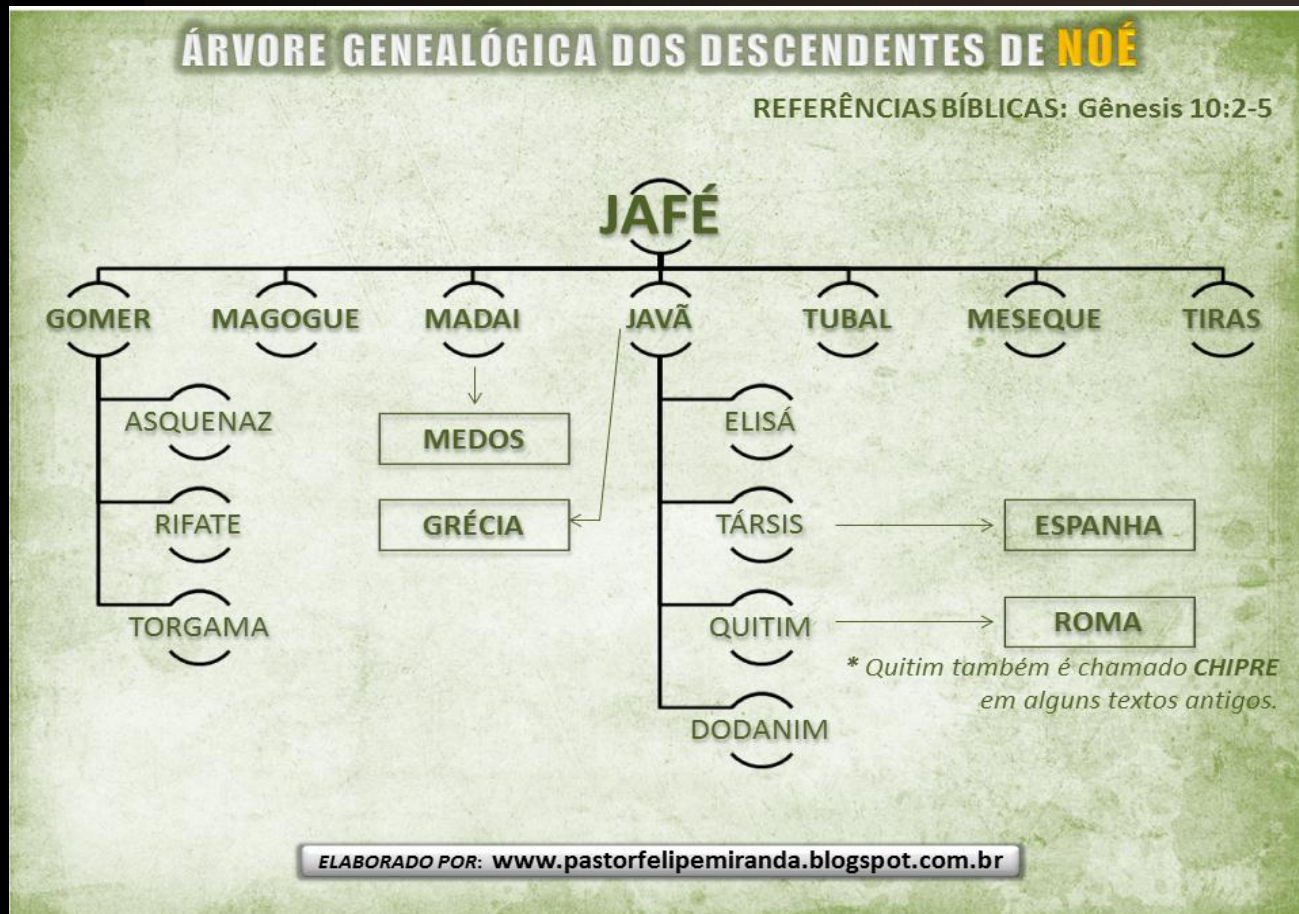 ÁRVORE GENEALÓGICA DOS DESCENDENTES DE NOÉ
REFERÊNCIAS BÍBLICAS: Gênesis 10:2-5
JAFÉ
GOMER MAGOGUE MADAI JAVÃ TUBAL MESEQUE TIRAS
ASQUENAZ MEDOS ELISÁ
RIFATE GRÉCIA TÁRSIS ESPANHA
TORGAMA QUITIM ROMA
* Quitim também é chamado CHIPRE
em alguns textos antigos.
DODANIM
ELABORADO POR: www.pastorfelipemiranda.blogspot.com.br